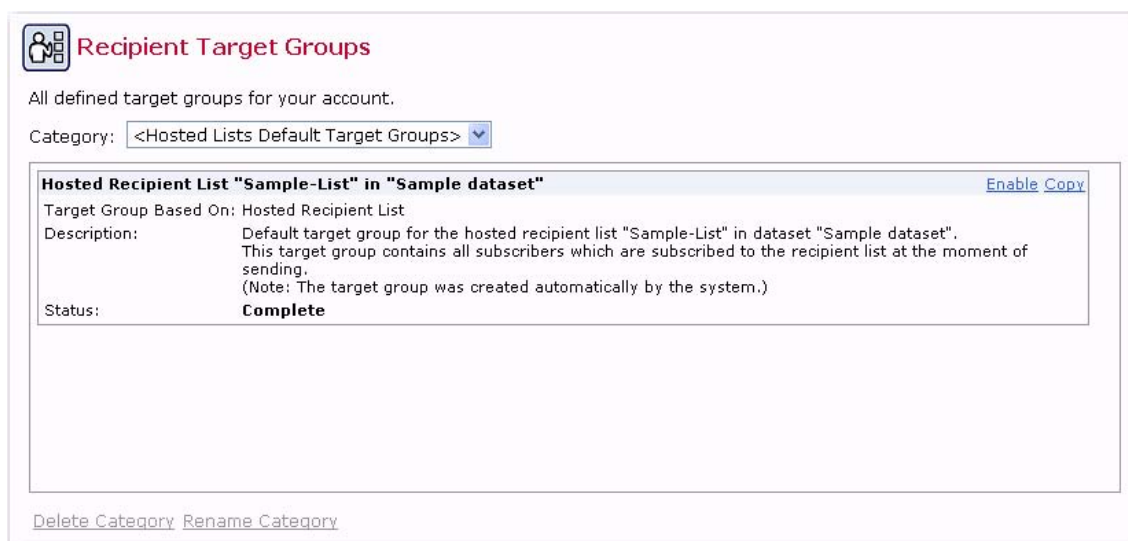 Recipient Target Groups
All defined target groups for your account.
Category: <Hosted Lists Default Target Groups>
Hosted Recipient List "Sample-List" in "Sample dataset" Enable Copy
Target Group Based On: Hosted Recipient List
Description: Default target group for the hosted recipient list "Sample-List" in dataset "Sample dataset".
This target group contains all subscribers which are subscribed to the recipient list at the moment of
sending.
(Note: The target group was created automatically by the system.)
Status: Complete
Delete Category Rename Category